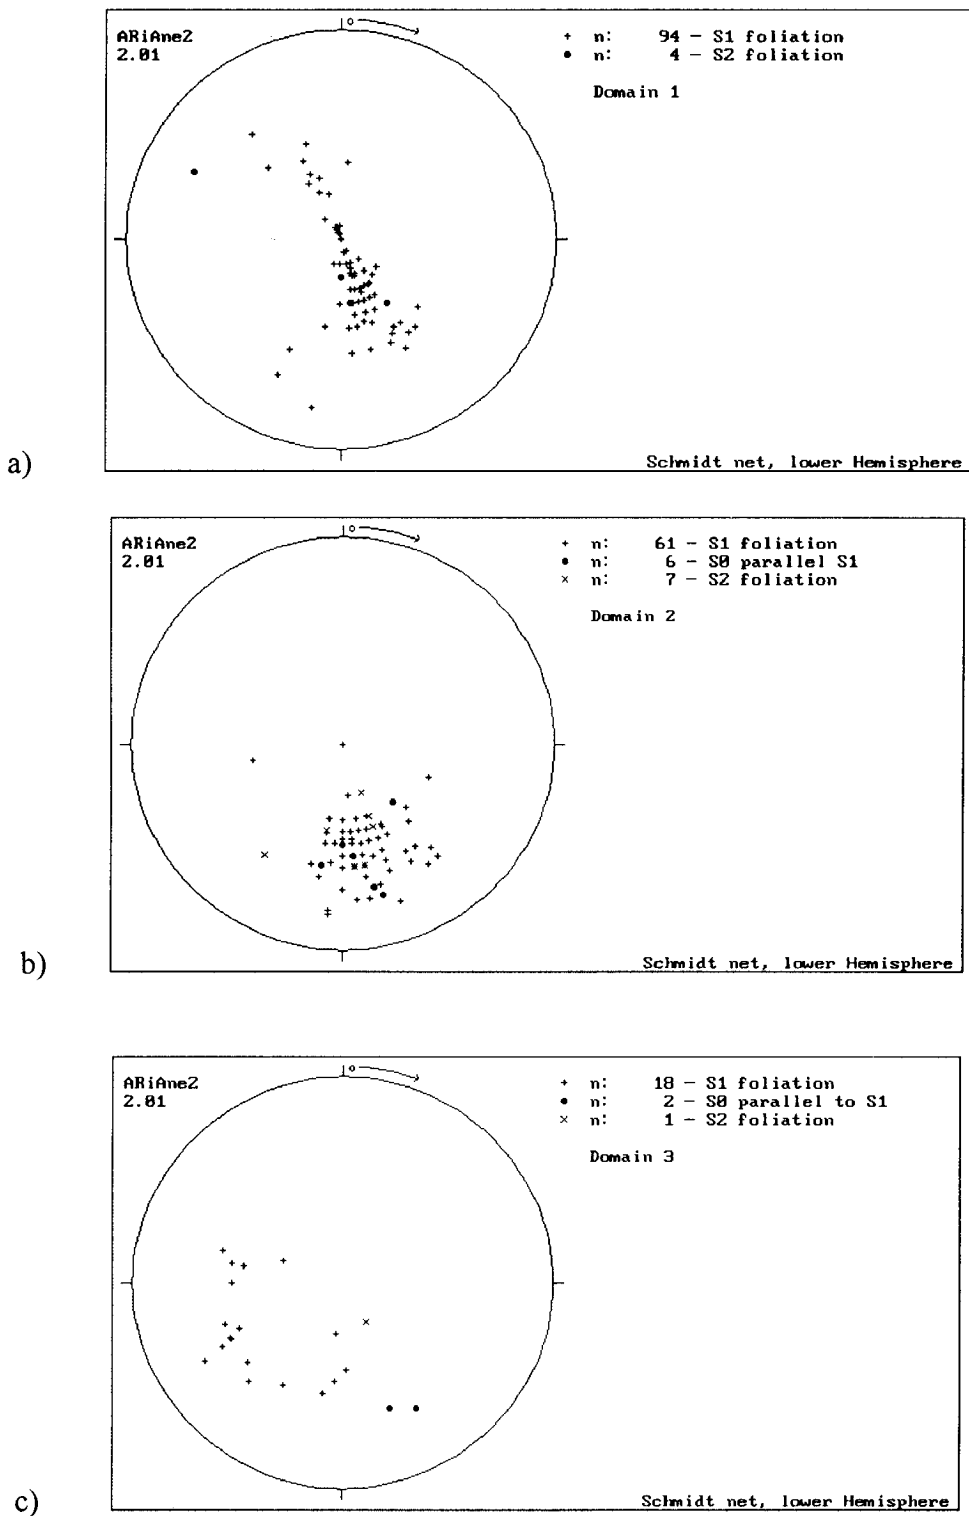 ARiAne2
2.01
+ n: 94 - S1 foliation
● n: 4 - S2 foliation
Domain 1
Schmidt net, lower Hemisphere
a)
ARiAne2
2.01
+ n: 61 - S1 foliation
● n: 6 - S0 parallel S1
× n: 7 - S2 foliation
Domain 2
Schmidt net, lower Hemisphere
b)
ARiAne2
2.01
+ n: 18 - S1 foliation
● n: 2 - S0 parallel to S1
× n: 1 - S2 foliation
Domain 3
Schmidt net, lower Hemisphere
c)